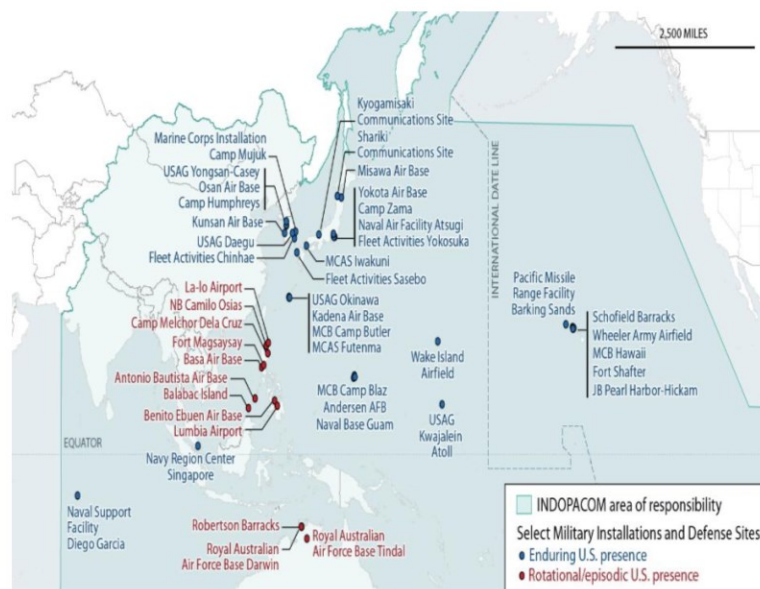 2,500 MILES
Kyogamisaki
Communications Site
Shariki
Communications Site
Misawa Air Base
Marine Corps Installation
Camp Mujuk
USAG Yongsan-Casey
Osan Air Base
Camp Humphreys
Kunsan Air Base
USAG Daegu
Fleet Activities Chinhae
Yokota Air Base
Camp Zama
Naval Air Facility Atsugi
Fleet Activities Yokosuka
MCAS Iwakuni
Fleet Activities Sasebo
INTERNATIONAL DATE LINE
La-lo Airport
NB Camilo Osias
Camp Melchor Dela Cruz
Fort Magsaysay
Basa Air Base
Antonio Bautista Air Base
Balabac Island
Benito Ebuen Air Base
Lumbia Airport
USAG Okinawa
Kadena Air Base
MCB Camp Butler
MCAS Futenma
Pacific Missile
Range Facility
Barking Sands
Schofield Barracks
Wheeler Army Airfield
MCB Hawaii
Fort Shafter
JB Pearl Harbor-Hickam
Wake Island
Airfield
MCB Camp Blaz
Andersen AFB
Naval Base Guam
USAG
Kwajalein
Atoll
EQUATOR
Navy Region Center
Singapore
Naval Support
Facility
Diego Garcia
Robertson Barracks
Royal Australian
Air Force Base Darwin
Royal Australian
Air Force Base Tindal
INDOPACOM area of responsibility
Select Military Installations and Defense Sites
Enduring U.S. presence
Rotational/episodic U.S. presence